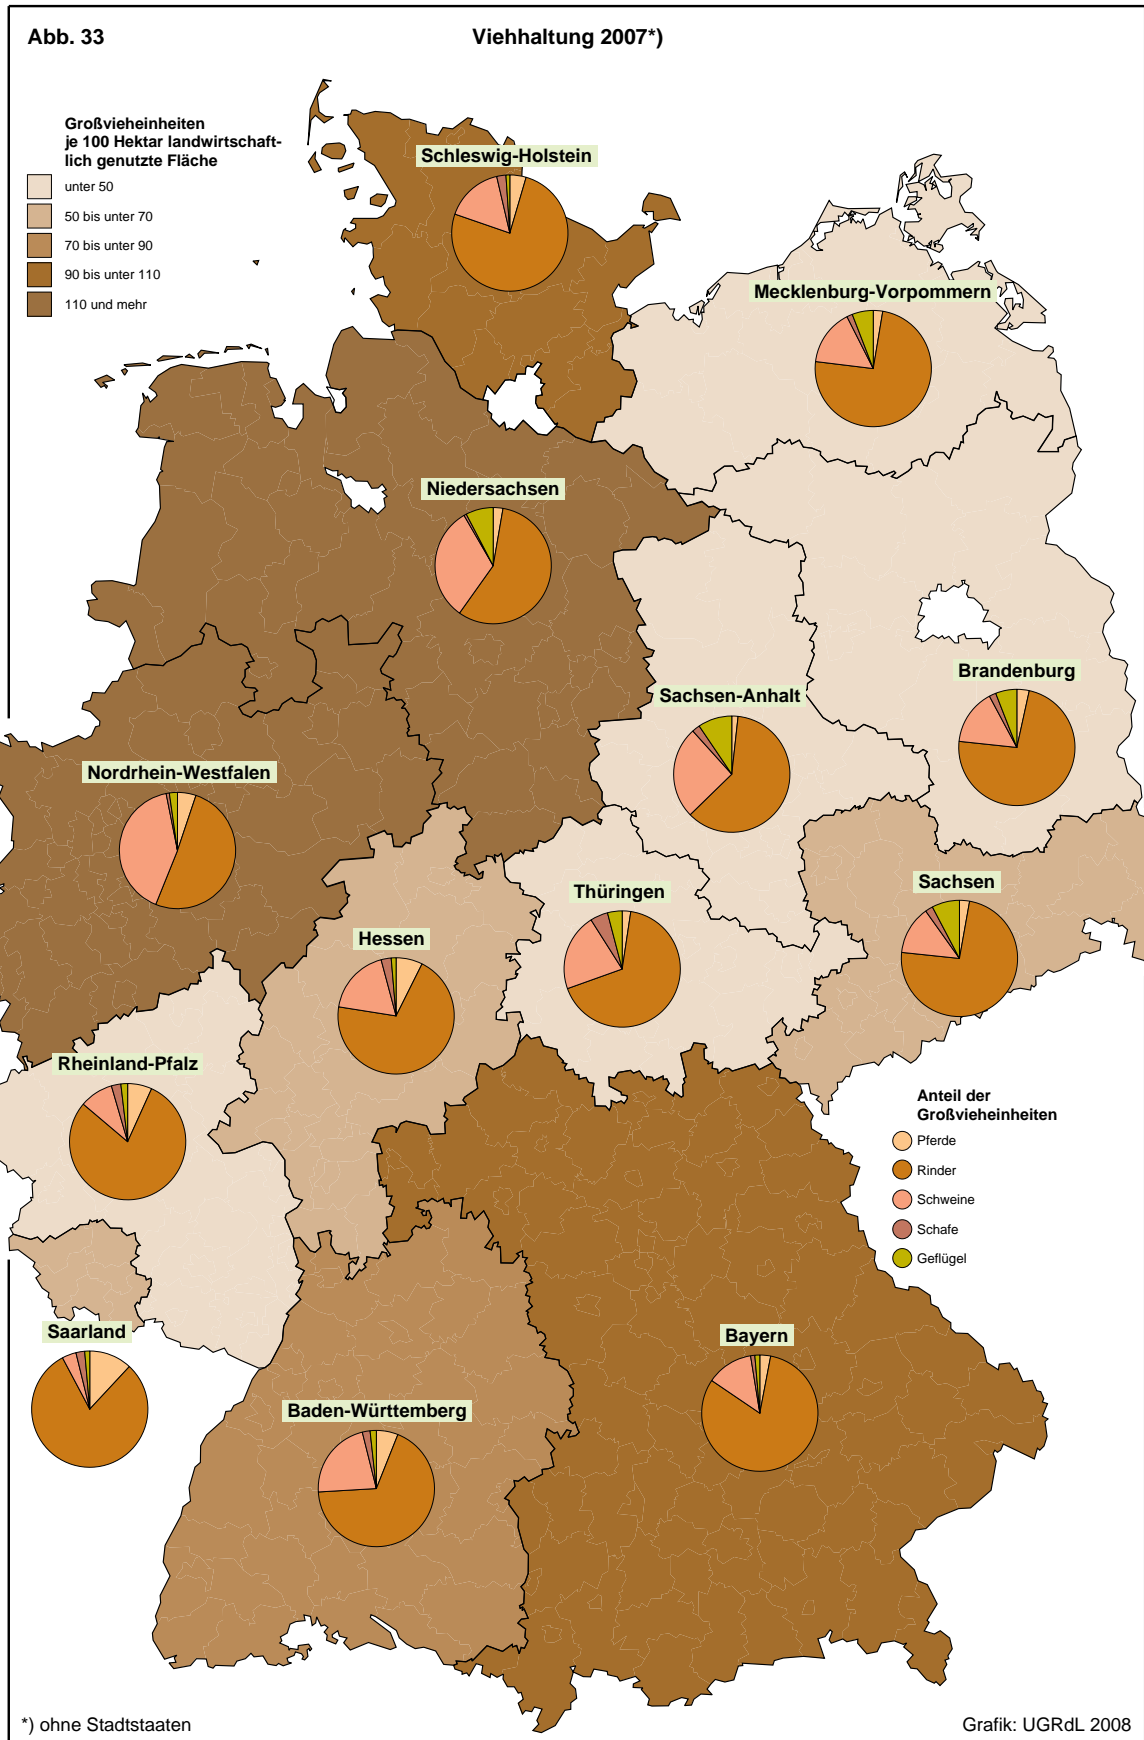 Abb. 33
Viehhaltung 2007*)
Großvieheinheiten
je 100 Hektar landwirtschaft-
lich genutzte Fläche
unter 50
50 bis unter 70
70 bis unter 90
90 bis unter 110
110 und mehr
Schleswig-Holstein
Mecklenburg-Vorpommern
Niedersachsen
Brandenburg
Sachsen-Anhalt
Nordrhein-Westfalen
Sachsen
Thüringen
Hessen
Rheinland-Pfalz
Anteil der
Großvieheinheiten
Pferde
Rinder
Schweine
Schafe
Geflügel
Saarland
Bayern
Baden-Württemberg
*) ohne Stadtstaaten
Grafik: UGRdL 2008